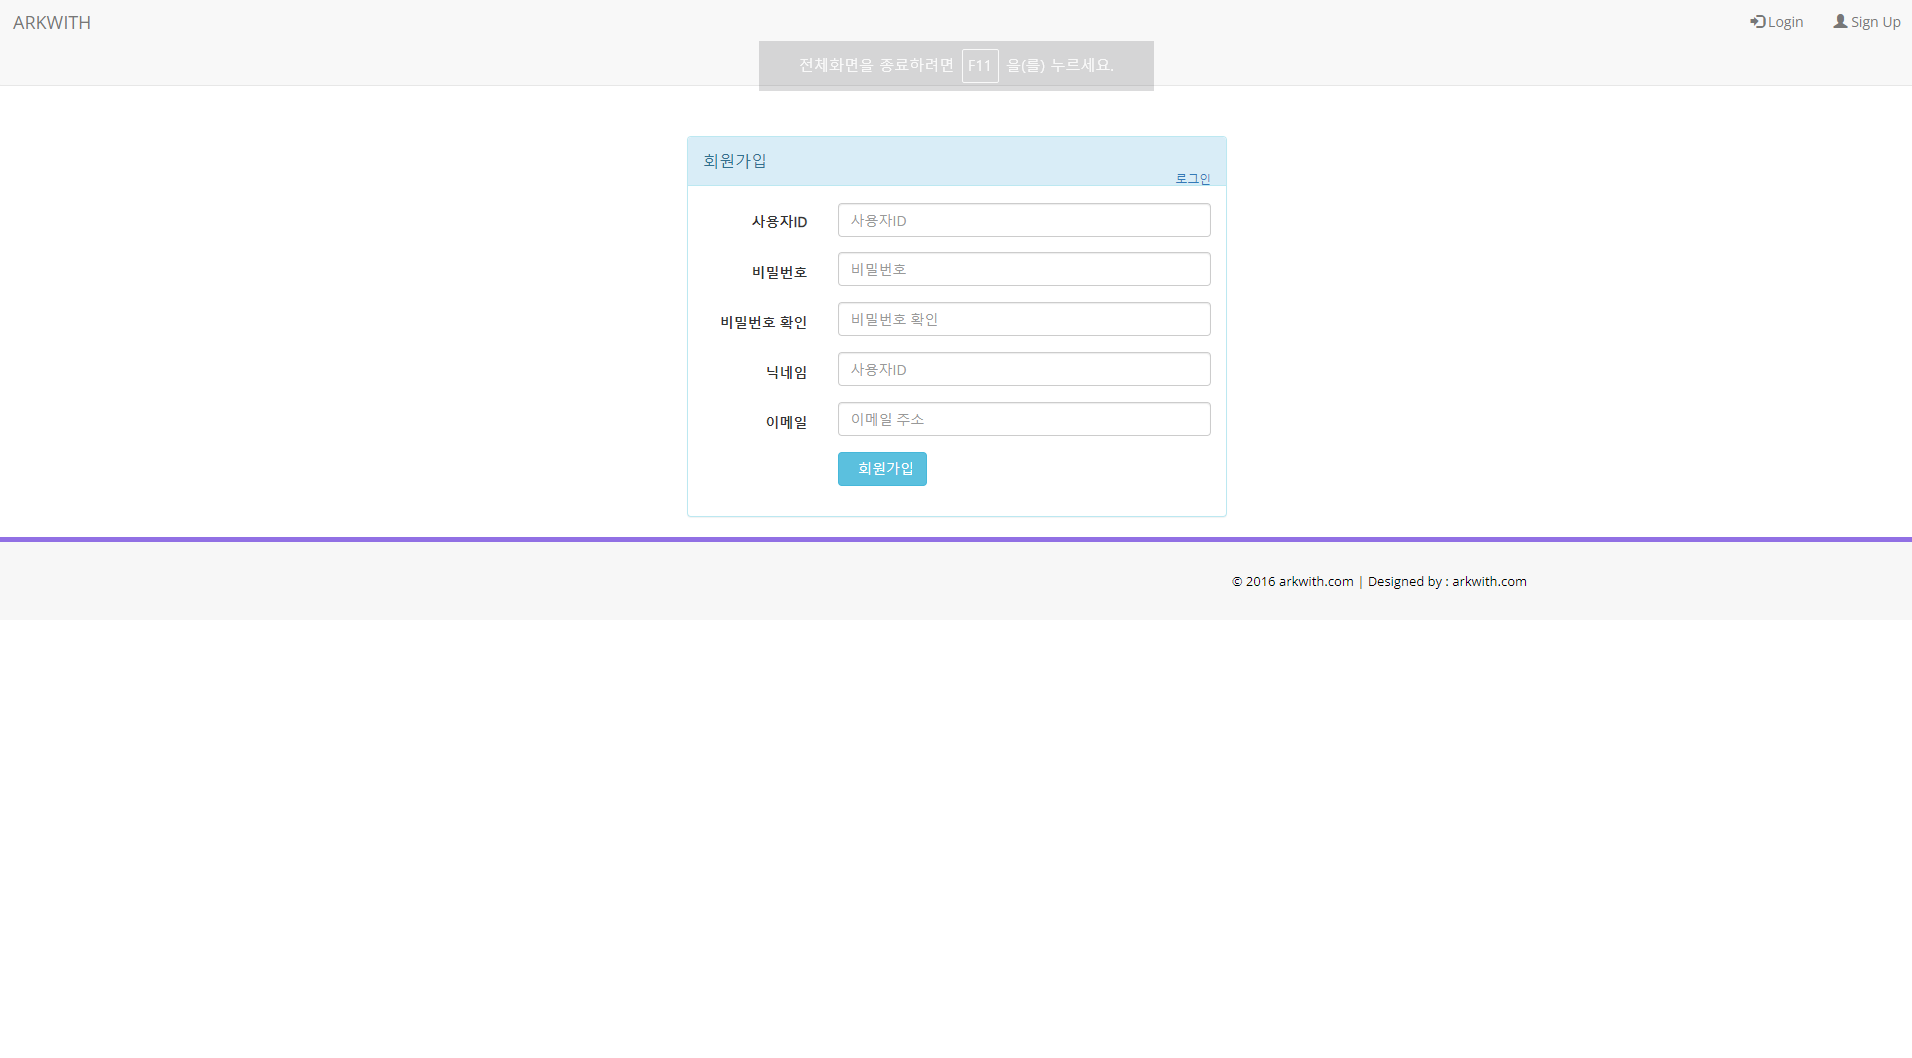 ARKWITH
Login
Sign Up
전체화면을 종료하려면 F11 을(를) 누르세요.
회원가입
로그인
사용자ID
사용자ID
비밀번호
비밀번호
비밀번호 확인
비밀번호 확인
닉네임
사용자ID
이메일
이메일 주소
회원가입
© 2016 arkwith.com | Designed by : arkwith.com